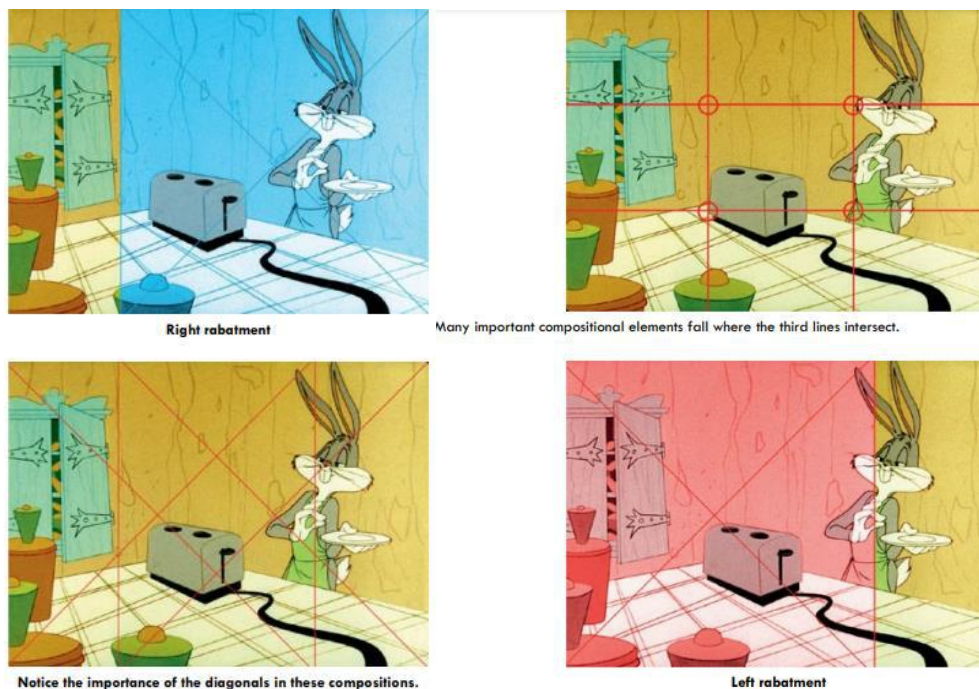 Right rabatment
Many important compositional elements fall where the third lines intersect.
Notice the importance of the diagonals in these compositions.
Left rabatment